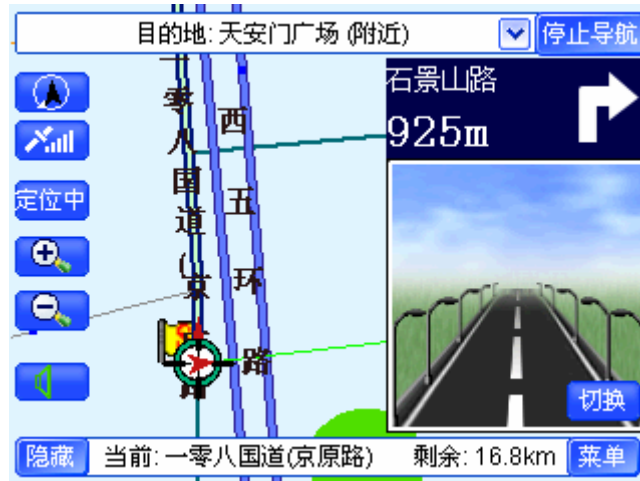 目的地: 天安门广场 (附近)
停止导航
石景山路
925m
定位中
一零八国道(京原路
西五环路
切换
隐藏
当前: 一零八国道(京原路)
剩余: 16.8km
菜单